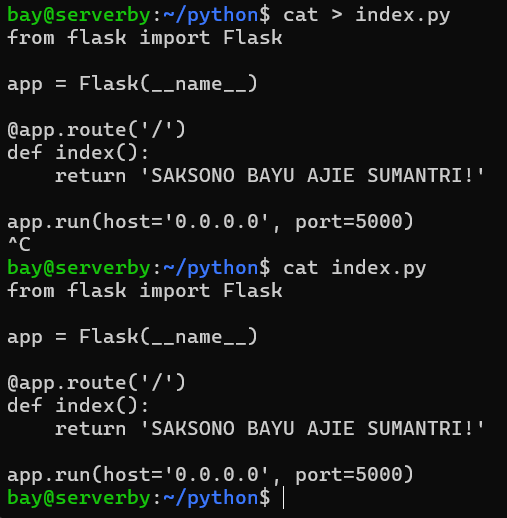 bay@serverby:~/python$ cat > index.py
from flask import Flask

app = Flask(__name__)

@app.route('/')
def index():
    return 'SAKSONO BAYU AJIE SUMANTRI!'

app.run(host='0.0.0.0', port=5000)
^C
bay@serverby:~/python$ cat index.py
from flask import Flask

app = Flask(__name__)

@app.route('/')
def index():
    return 'SAKSONO BAYU AJIE SUMANTRI!'

app.run(host='0.0.0.0', port=5000)
bay@serverby:~/python$